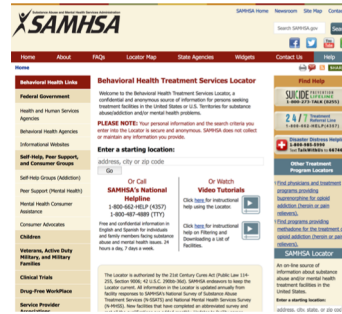 Substance Abuse and Mental Health Services Administration
SAMHSA
SAMHSA Home Newsroom Site Map
Search SAMHSA.gov
Home About FAQs Locator Map State Agencies Widgets Contact Us Help
Behavioral Health Links
Federal Government
Health and Human Services
Agencies
Behavioral Health Agencies
Informational Websites
Self-Help, Peer Support,
and Consumer Groups
Self-Help Groups (Addiction)
Peer Support (Mental Health)
Mental Health Consumer
Assistance
Consumer Advocates
Children
Veterans, Active Duty
Military, and Military
Families
Clinical Trials
Drug-Free WorkPlace
Service Provider
Behavioral Health Treatment Services Locator
Welcome to the Behavioral Health Treatment Services Locator, a
confidential and anonymous source of information for persons seeking
treatment facilities in the United States or U.S. Territories for substance
abuse/addiction and/or mental health problems.
PLEASE NOTE: Your personal information and the search criteria you
enter into the Locator is secure and anonymous. SAMHSA does not collect
or maintain any information you provide.
Enter a starting location:
address, city or zip code
Go
Or Call
SAMHSA's National
Helpline
1-800-662-HELP (4357)
1-800-487-4889 (TTY)
Free and confidential information in
English and Spanish for individuals
and family members facing substance
abuse and mental health issues. 24
hours a day, 7 days a week.
Or Watch
Video Tutorials
Click here for instructional
help using the Locator.
Click here for instructional
help on Filtering and
Downloading a List of
Facilities.
The Locator is authorized by the 21st Century Cures Act (Public Law 114-
255, Section 9006; 42 U.S.C. 290bb-36d). SAMHSA endeavors to keep the
Locator current. All information in the Locator is updated annually from
facility responses to SAMHSA's National Survey of Substance Abuse
Treatment Services (N-SSATS) and National Mental Health Services Survey
(N-MHSS). New facilities that have completed an abbreviated survey and
Find Help
SUICIDE PREVENTION
LIFELINE
1-800-273-TALK (8255)
24/7 Treatment
Referral Line
1-800-662-HELP(4357)
Disaster Distress Helpline
1-800-985-5990
Other Treatment
Program Locators
Find physicians and treatment
programs providing
buprenorphine for opioid
addiction (heroin or pain
relievers).
Find programs providing
methadone for the treatment
opioid addiction (heroin or pain
relievers).
SAMHSA Locator
An on-line source of
information about substance
abuse and/or mental health
treatment facilities in the
United States.
Enter a starting location:
address, city, state, or zip